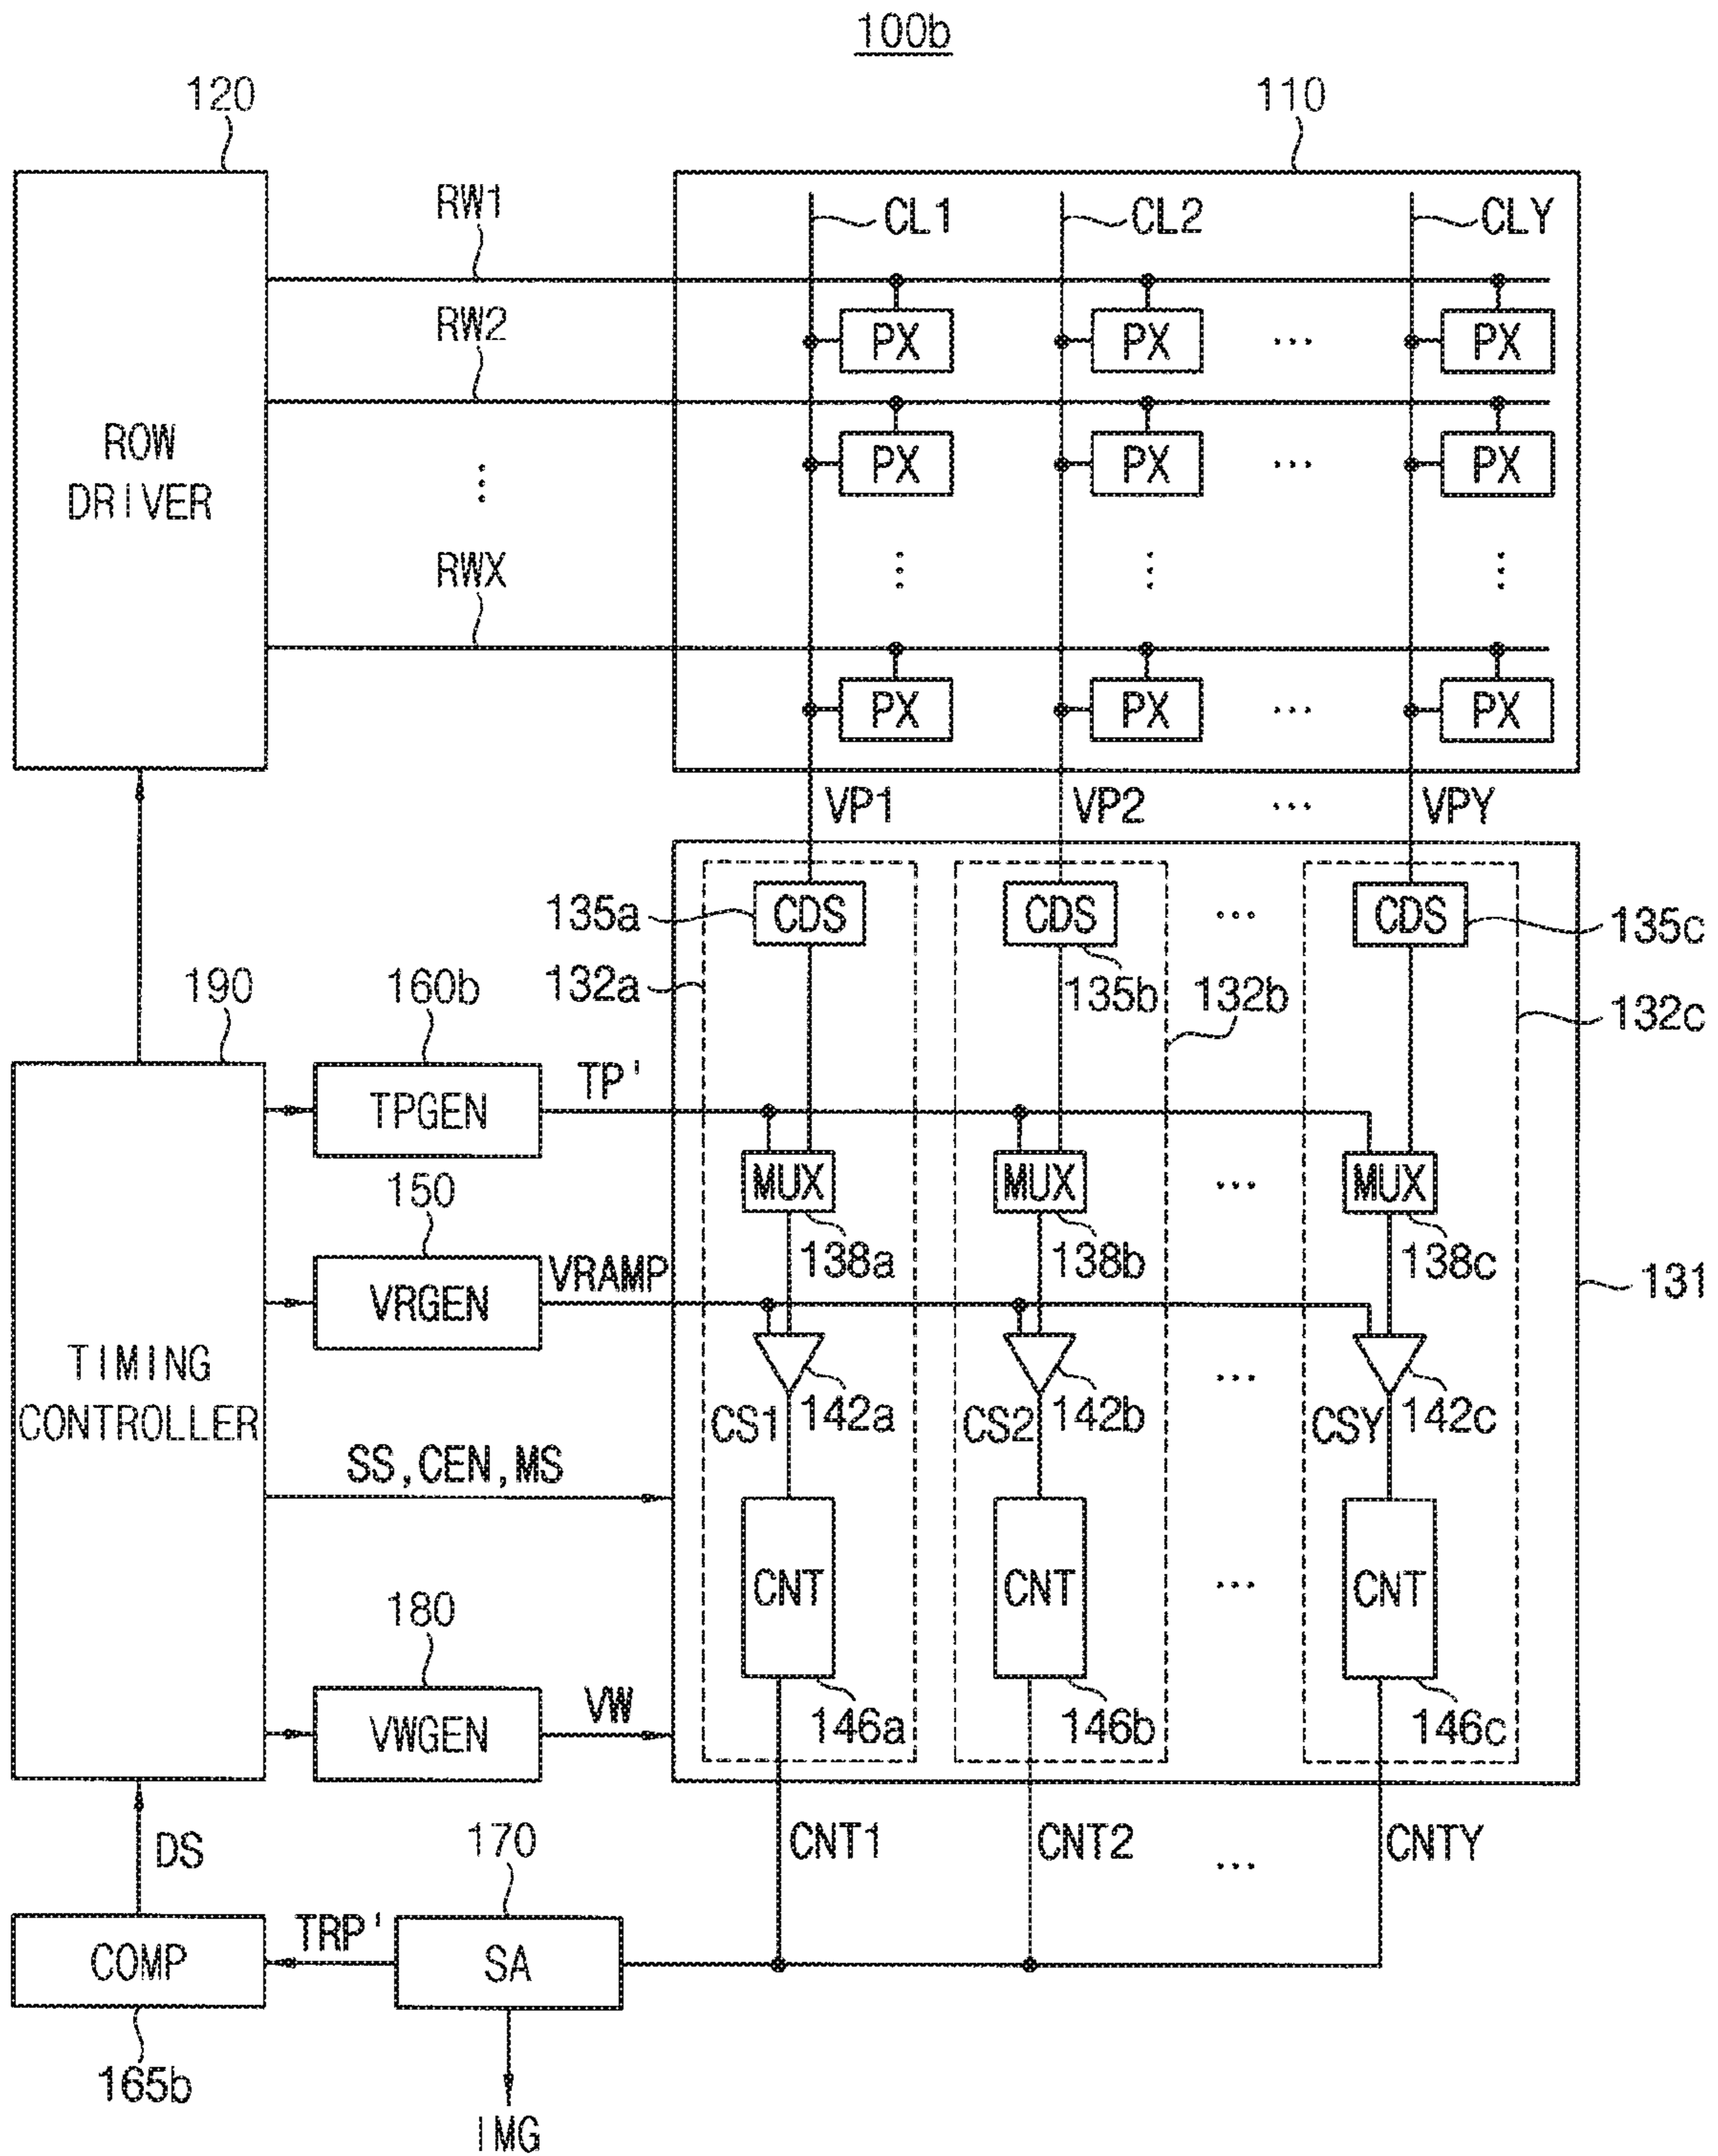 100b
120
110
RW1
CL1
CL2
CLY
RW2
PX
PX
...
PX
ROW
DRIVER
PX
PX
...
PX
RWX
PX
PX
...
PX
VP1
VP2
...
VPY
135a
CDS
CDS
...
CDS
135c
190
160b
132a
135b
132b
132c
TPGEN
TP'
150
MUX
MUX
...
MUX
138a
138b
138c
131
VRGEN
VRAMP
TIMING
CONTROLLER
142a
142b
...
142c
CS1
CS2
CSY
SS,CEN,MS
CNT
CNT
...
CNT
180
VWGEN
VW
146a
146b
146c
DS
170
CNT1
CNT2
...
CNTY
COMP
TRP'
SA
165b
IMG